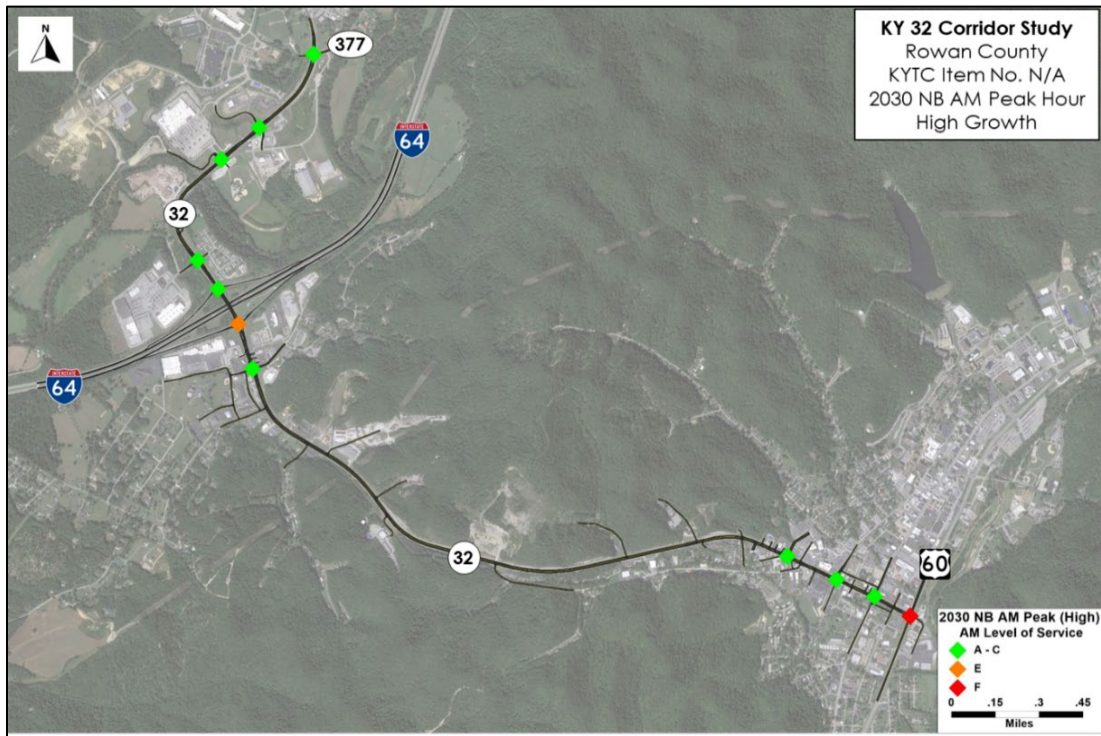 N
377
KY 32 Corridor Study
Rowan County
KYTC Item No. N/A
2030 NB AM Peak Hour
High Growth
INTERSTATE
64
32
INTERSTATE
64
32
60
2030 NB AM Peak (High)
AM Level of Service
A - C
E
F
0 .15 .3 .45
Miles